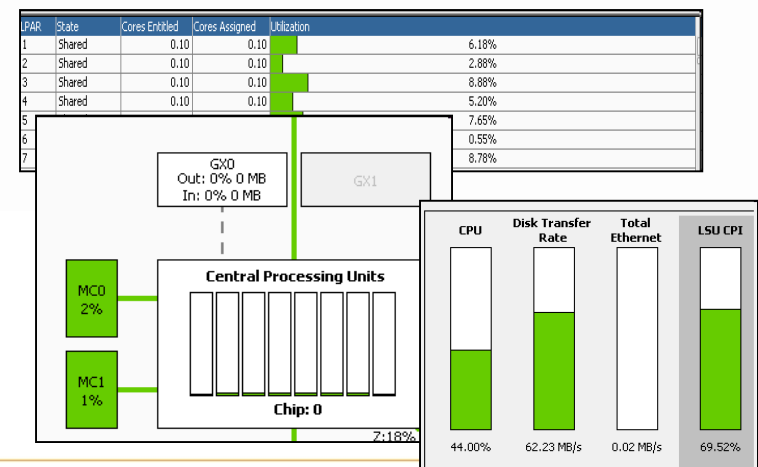 LPAR State Cores Entitled Cores Assigned Utilization
1 Shared 0.10 0.10 6.18%
2 Shared 0.10 0.10 2.88%
3 Shared 0.10 0.10 8.88%
4 Shared 0.10 0.10 5.20%
5 7.65%
6 0.55%
7 8.78%
GX0
Out: 0% 0 MB
In: 0% 0 MB
GX1
MC0
2%
Central Processing Units
MC1
1%
Chip: 0
Z:18%
CPU
Disk Transfer
Rate
Total
Ethernet
LSU CPI
44.00% 62.23 MB/s 0.02 MB/s 69.52%